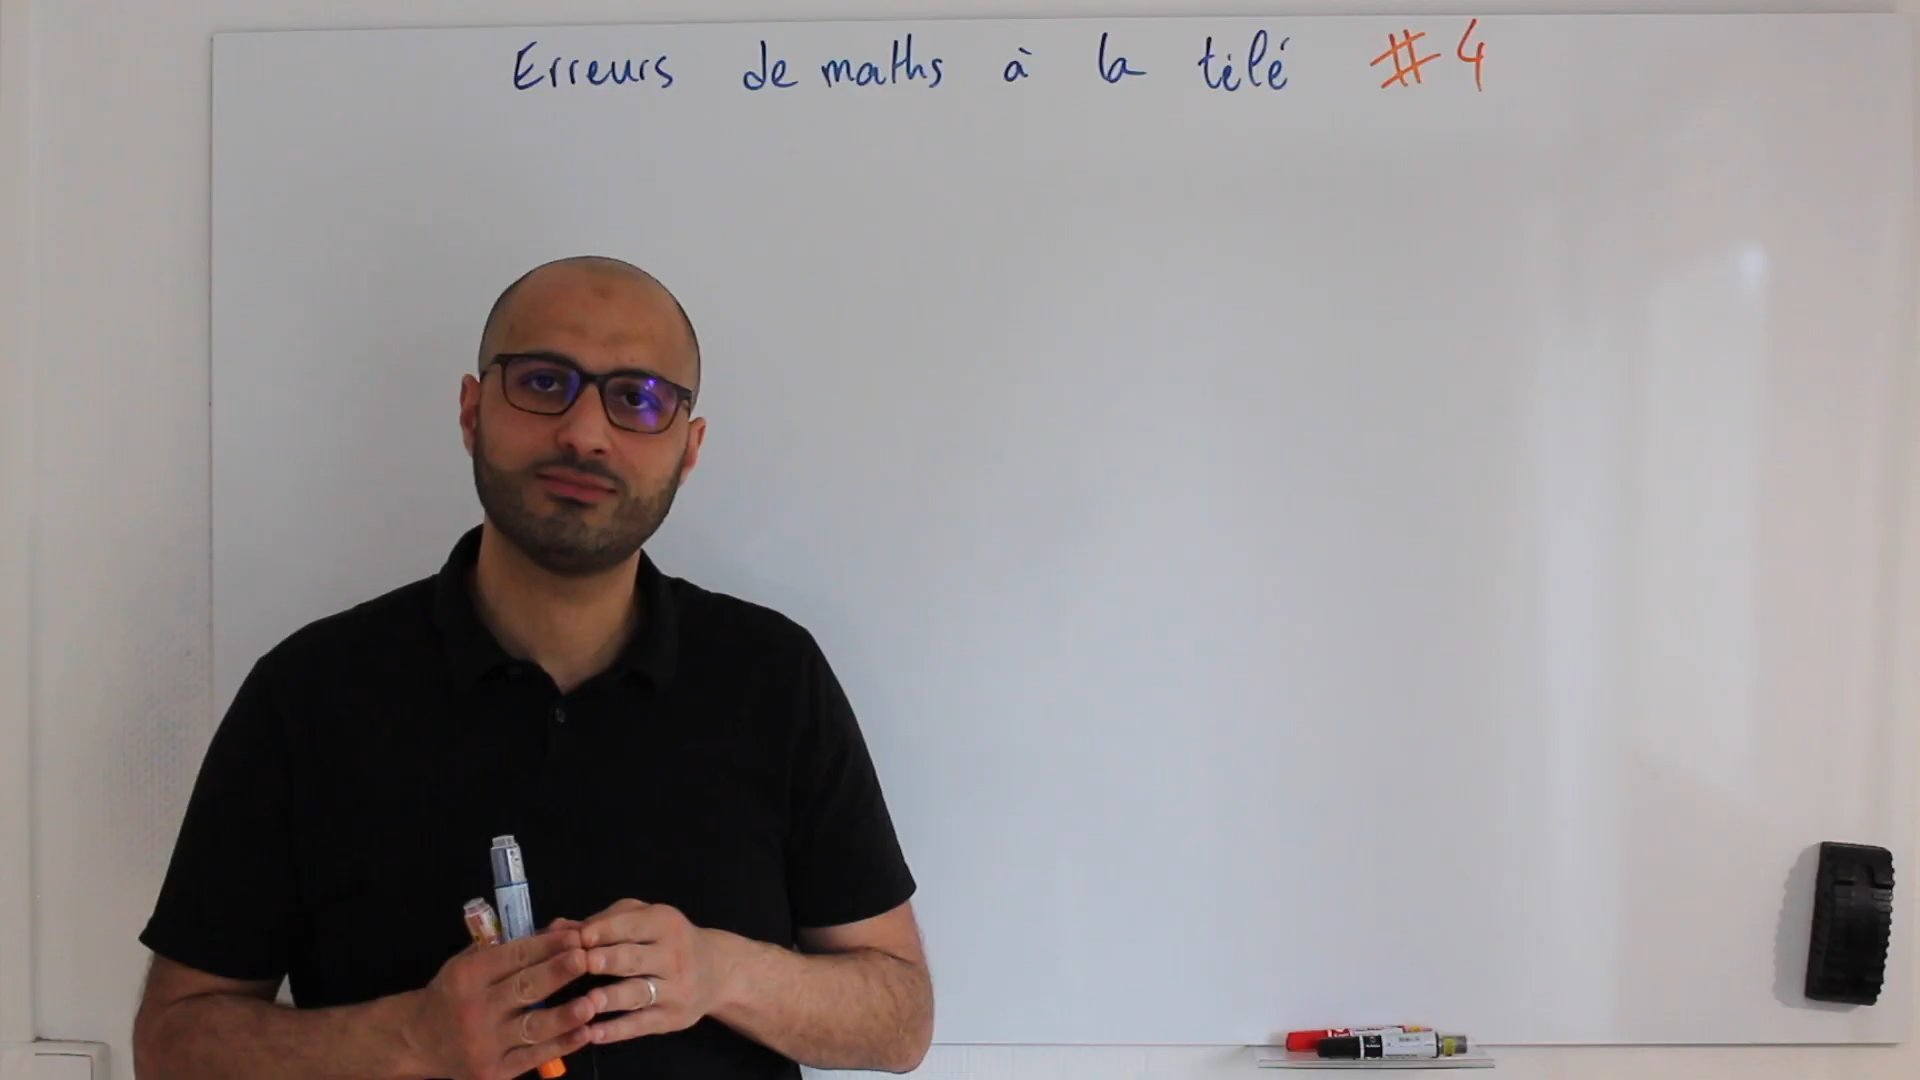 Erreurs de maths à la télé #4